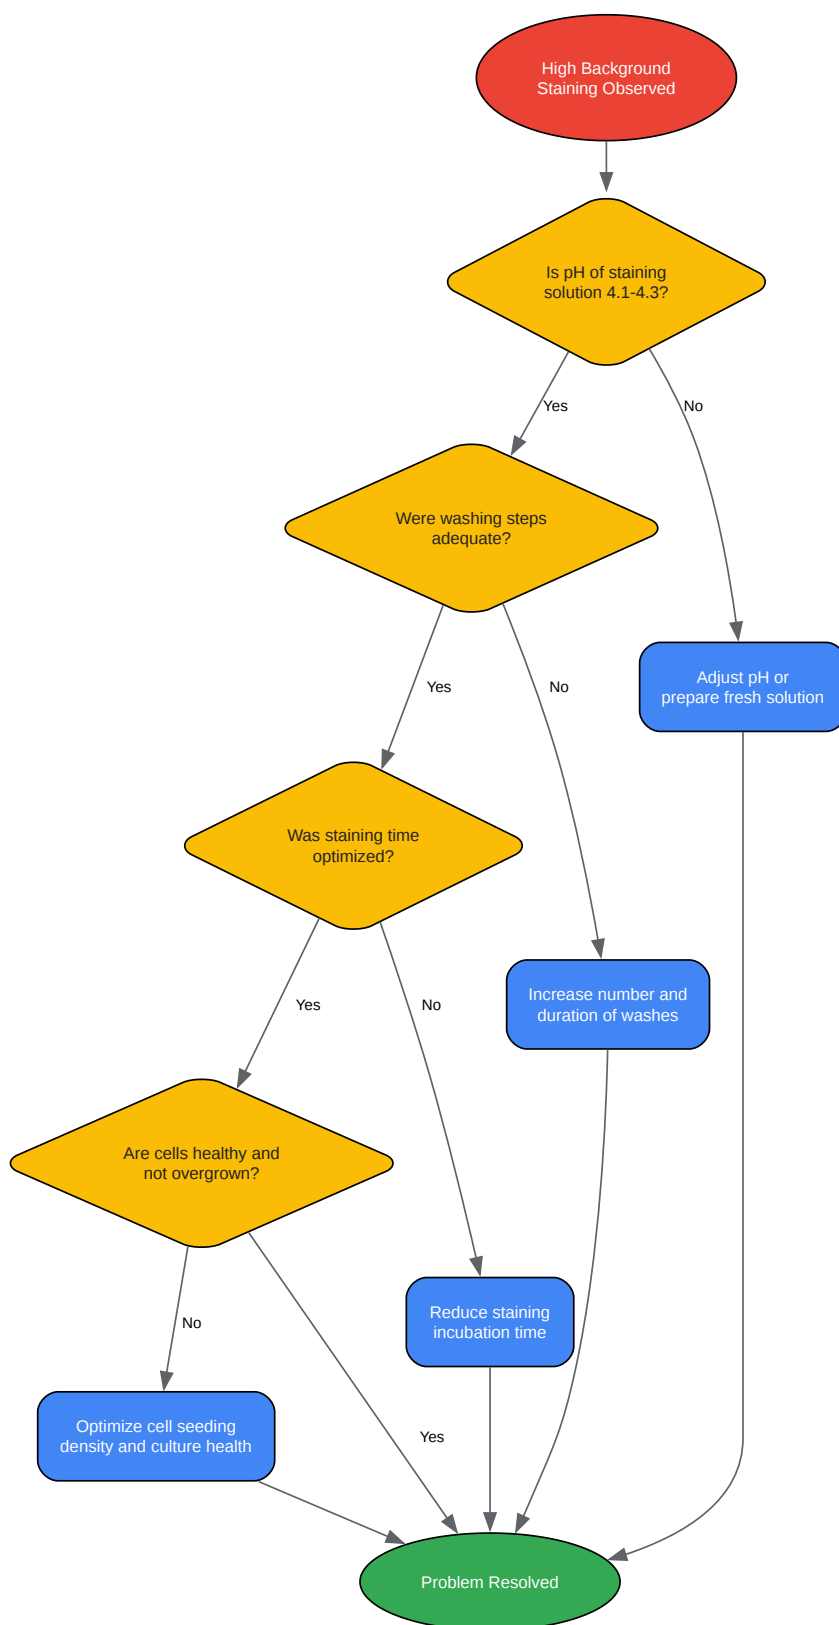 High Background
Staining Observed
Is pH of staining
solution 4.1-4.3?
Yes
No
Were washing steps
adequate?
Yes
No
Adjust pH or
prepare fresh solution
Was staining time
optimized?
Yes
No
Increase number and
duration of washes
Are cells healthy and
not overgrown?
No
Yes
Reduce staining
incubation time
Optimize cell seeding
density and culture health
Problem Resolved